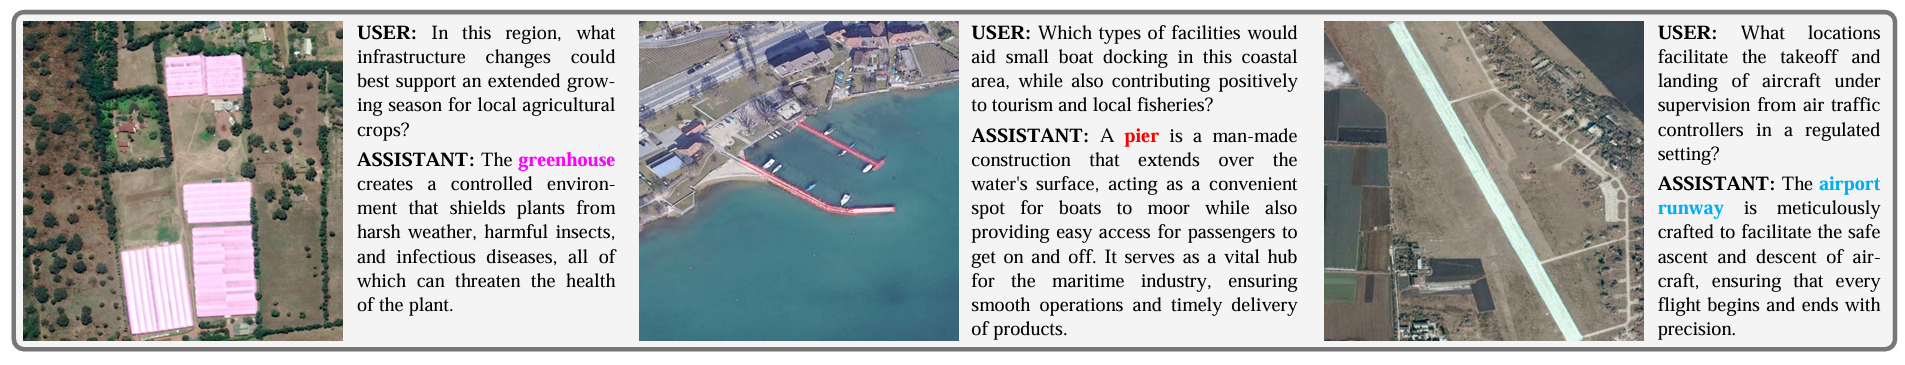 USER: In this region, what
infrastructure changes could
best support an extended grow-
ing season for local agricultural
crops?
ASSISTANT: The greenhouse
creates a controlled environ-
ment that shields plants from
harsh weather, harmful insects,
and infectious diseases, all of
which can threaten the health
of the plant.
USER: Which types of facilities would
aid small boat docking in this coastal
area, while also contributing positively
to tourism and local fisheries?
ASSISTANT: A pier is a man-made
construction that extends over the
water's surface, acting as a convenient
spot for boats to moor while also
providing easy access for passengers to
get on and off. It serves as a vital hub
for the maritime industry, ensuring
smooth operations and timely delivery
of products.
USER: What locations
facilitate the takeoff and
landing of aircraft under
supervision from air traffic
controllers in a regulated
setting?
ASSISTANT: The airport
runway is meticulously
crafted to facilitate the safe
ascent and descent of air-
craft, ensuring that every
flight begins and ends with
precision.